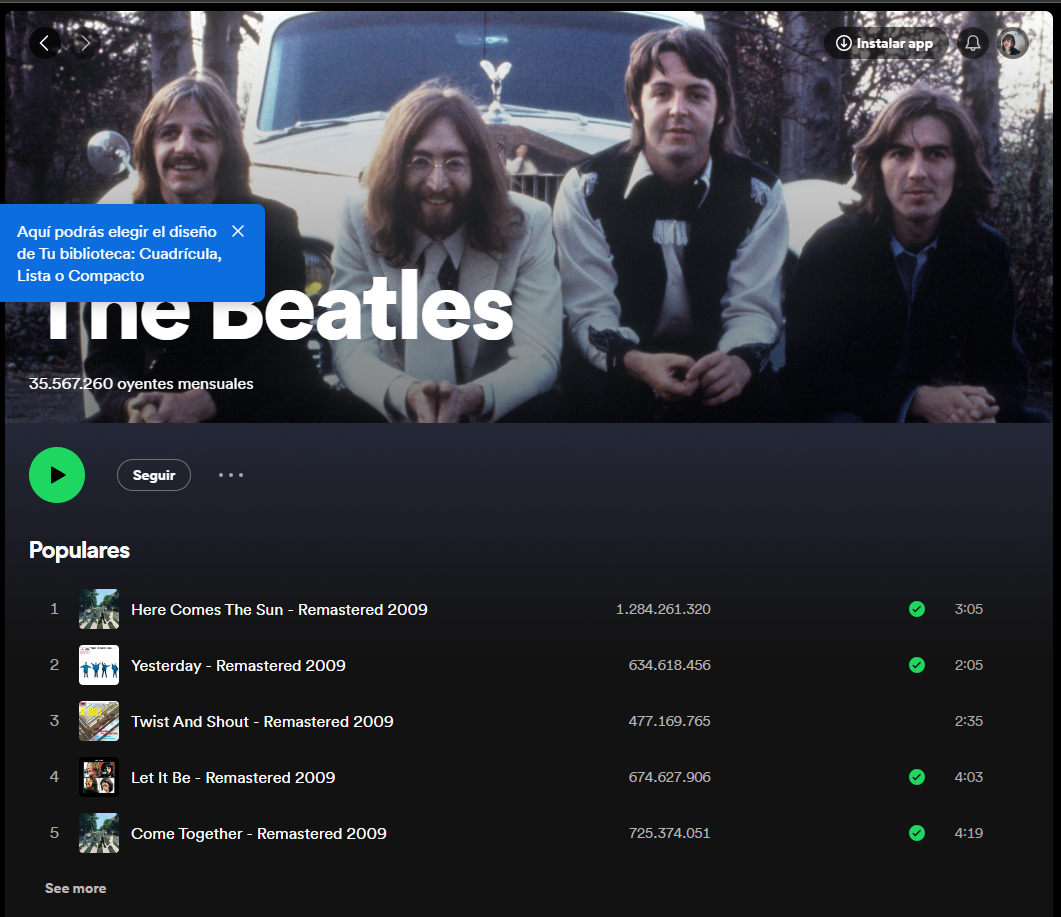 Instalar app
Aquí podrás elegir el diseño
de Tu biblioteca: Cuadrícula,
Lista o Compacto
The Beatles
35.567.260 oyentes mensuales
Seguir
Populares
1 Here Comes The Sun - Remastered 2009 1.284.261.320 3:05
2 Yesterday - Remastered 2009 634.618.456 2:05
3 Twist And Shout - Remastered 2009 477.169.765 2:35
4 Let It Be - Remastered 2009 674.627.906 4:03
5 Come Together - Remastered 2009 725.374.051 4:19
See more